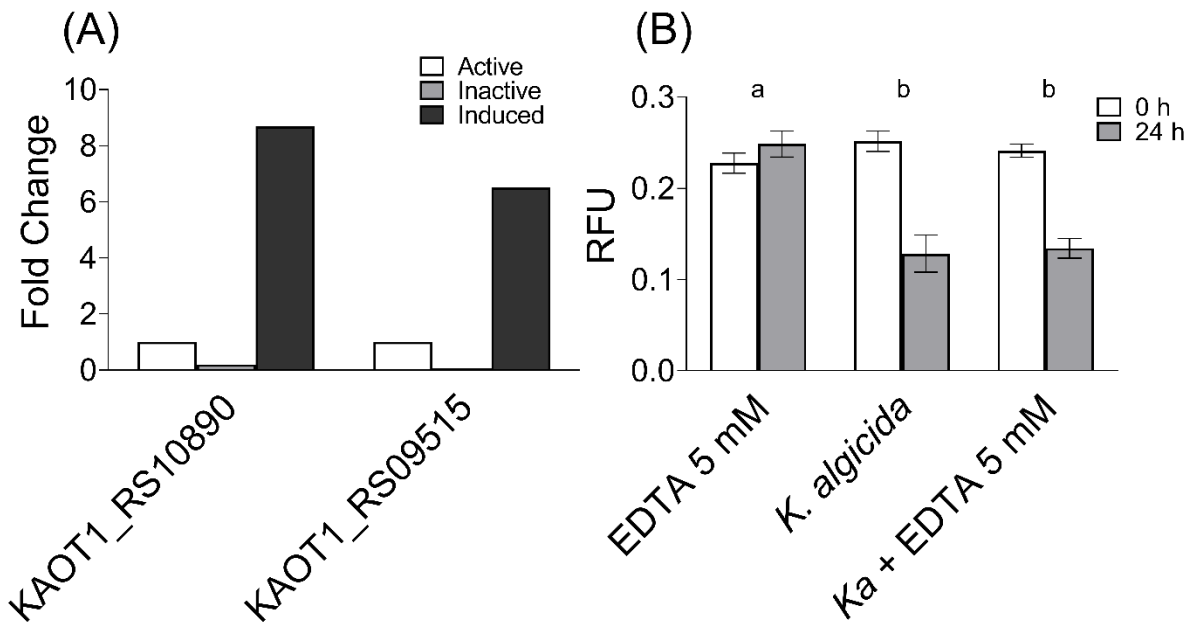 (A)
Active
Inactive
Induced
Fold Change
10
8
6
4
2
0
KAOT1_RS10890
KAOT1_RS09515
(B)
0 h
24 h
a b b
RFU
0.3
0.2
0.1
0.0
EDTA 5 mM
K. algicida
Ka + EDTA 5 mM